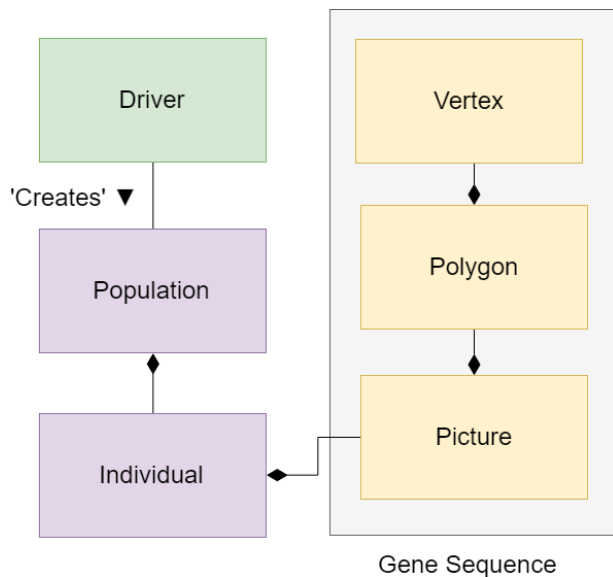 Driver
'Creates' ▼
Population
Individual
Vertex
Polygon
Picture
Gene Sequence